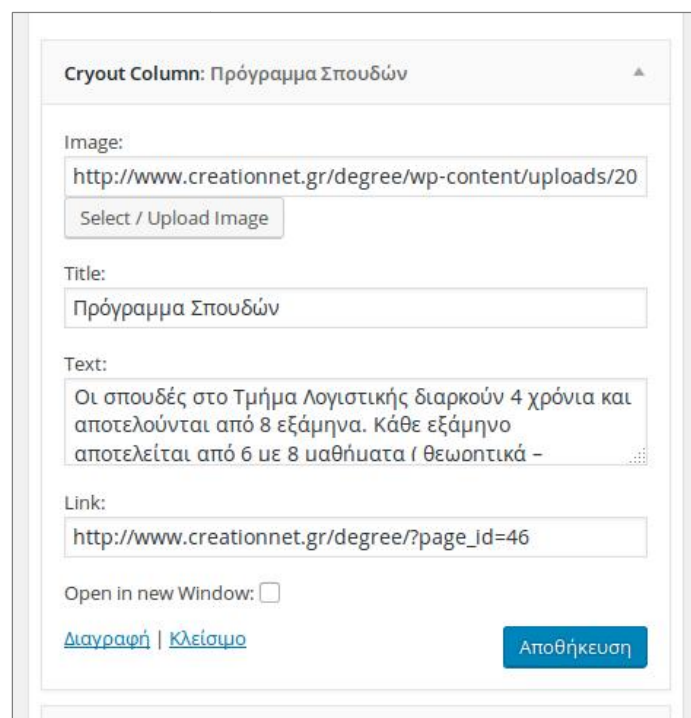 Cryout Column: Πρόγραμμα Σπουδών
Image:
http://www.creationnet.gr/degree/wp-content/uploads/20
Select / Upload Image
Title:
Πρόγραμμα Σπουδών
Text:
Οι σπουδές στο Τμήμα Λογιστικής διαρκούν 4 χρόνια και
αποτελούνται από 8 εξάμηνα. Κάθε εξάμηνο
αποτελείται από 6 με 8 μαθήματα ( θεωρητικά –
Link:
http://www.creationnet.gr/degree/?page_id=46
Open in new Window:
Διαγραφή | Κλείσιμο
Αποθήκευση